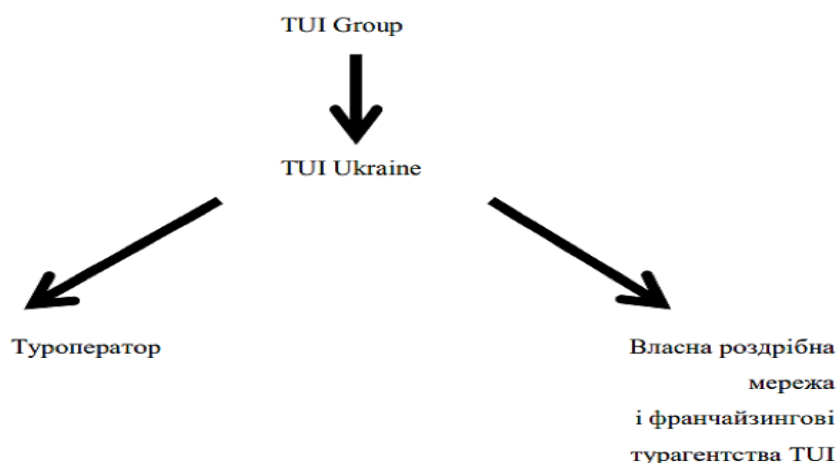 TUI Group
TUI Ukraine
Туроператор
Власна роздрібна
мережа
і франчайзингові
турагентства TUI